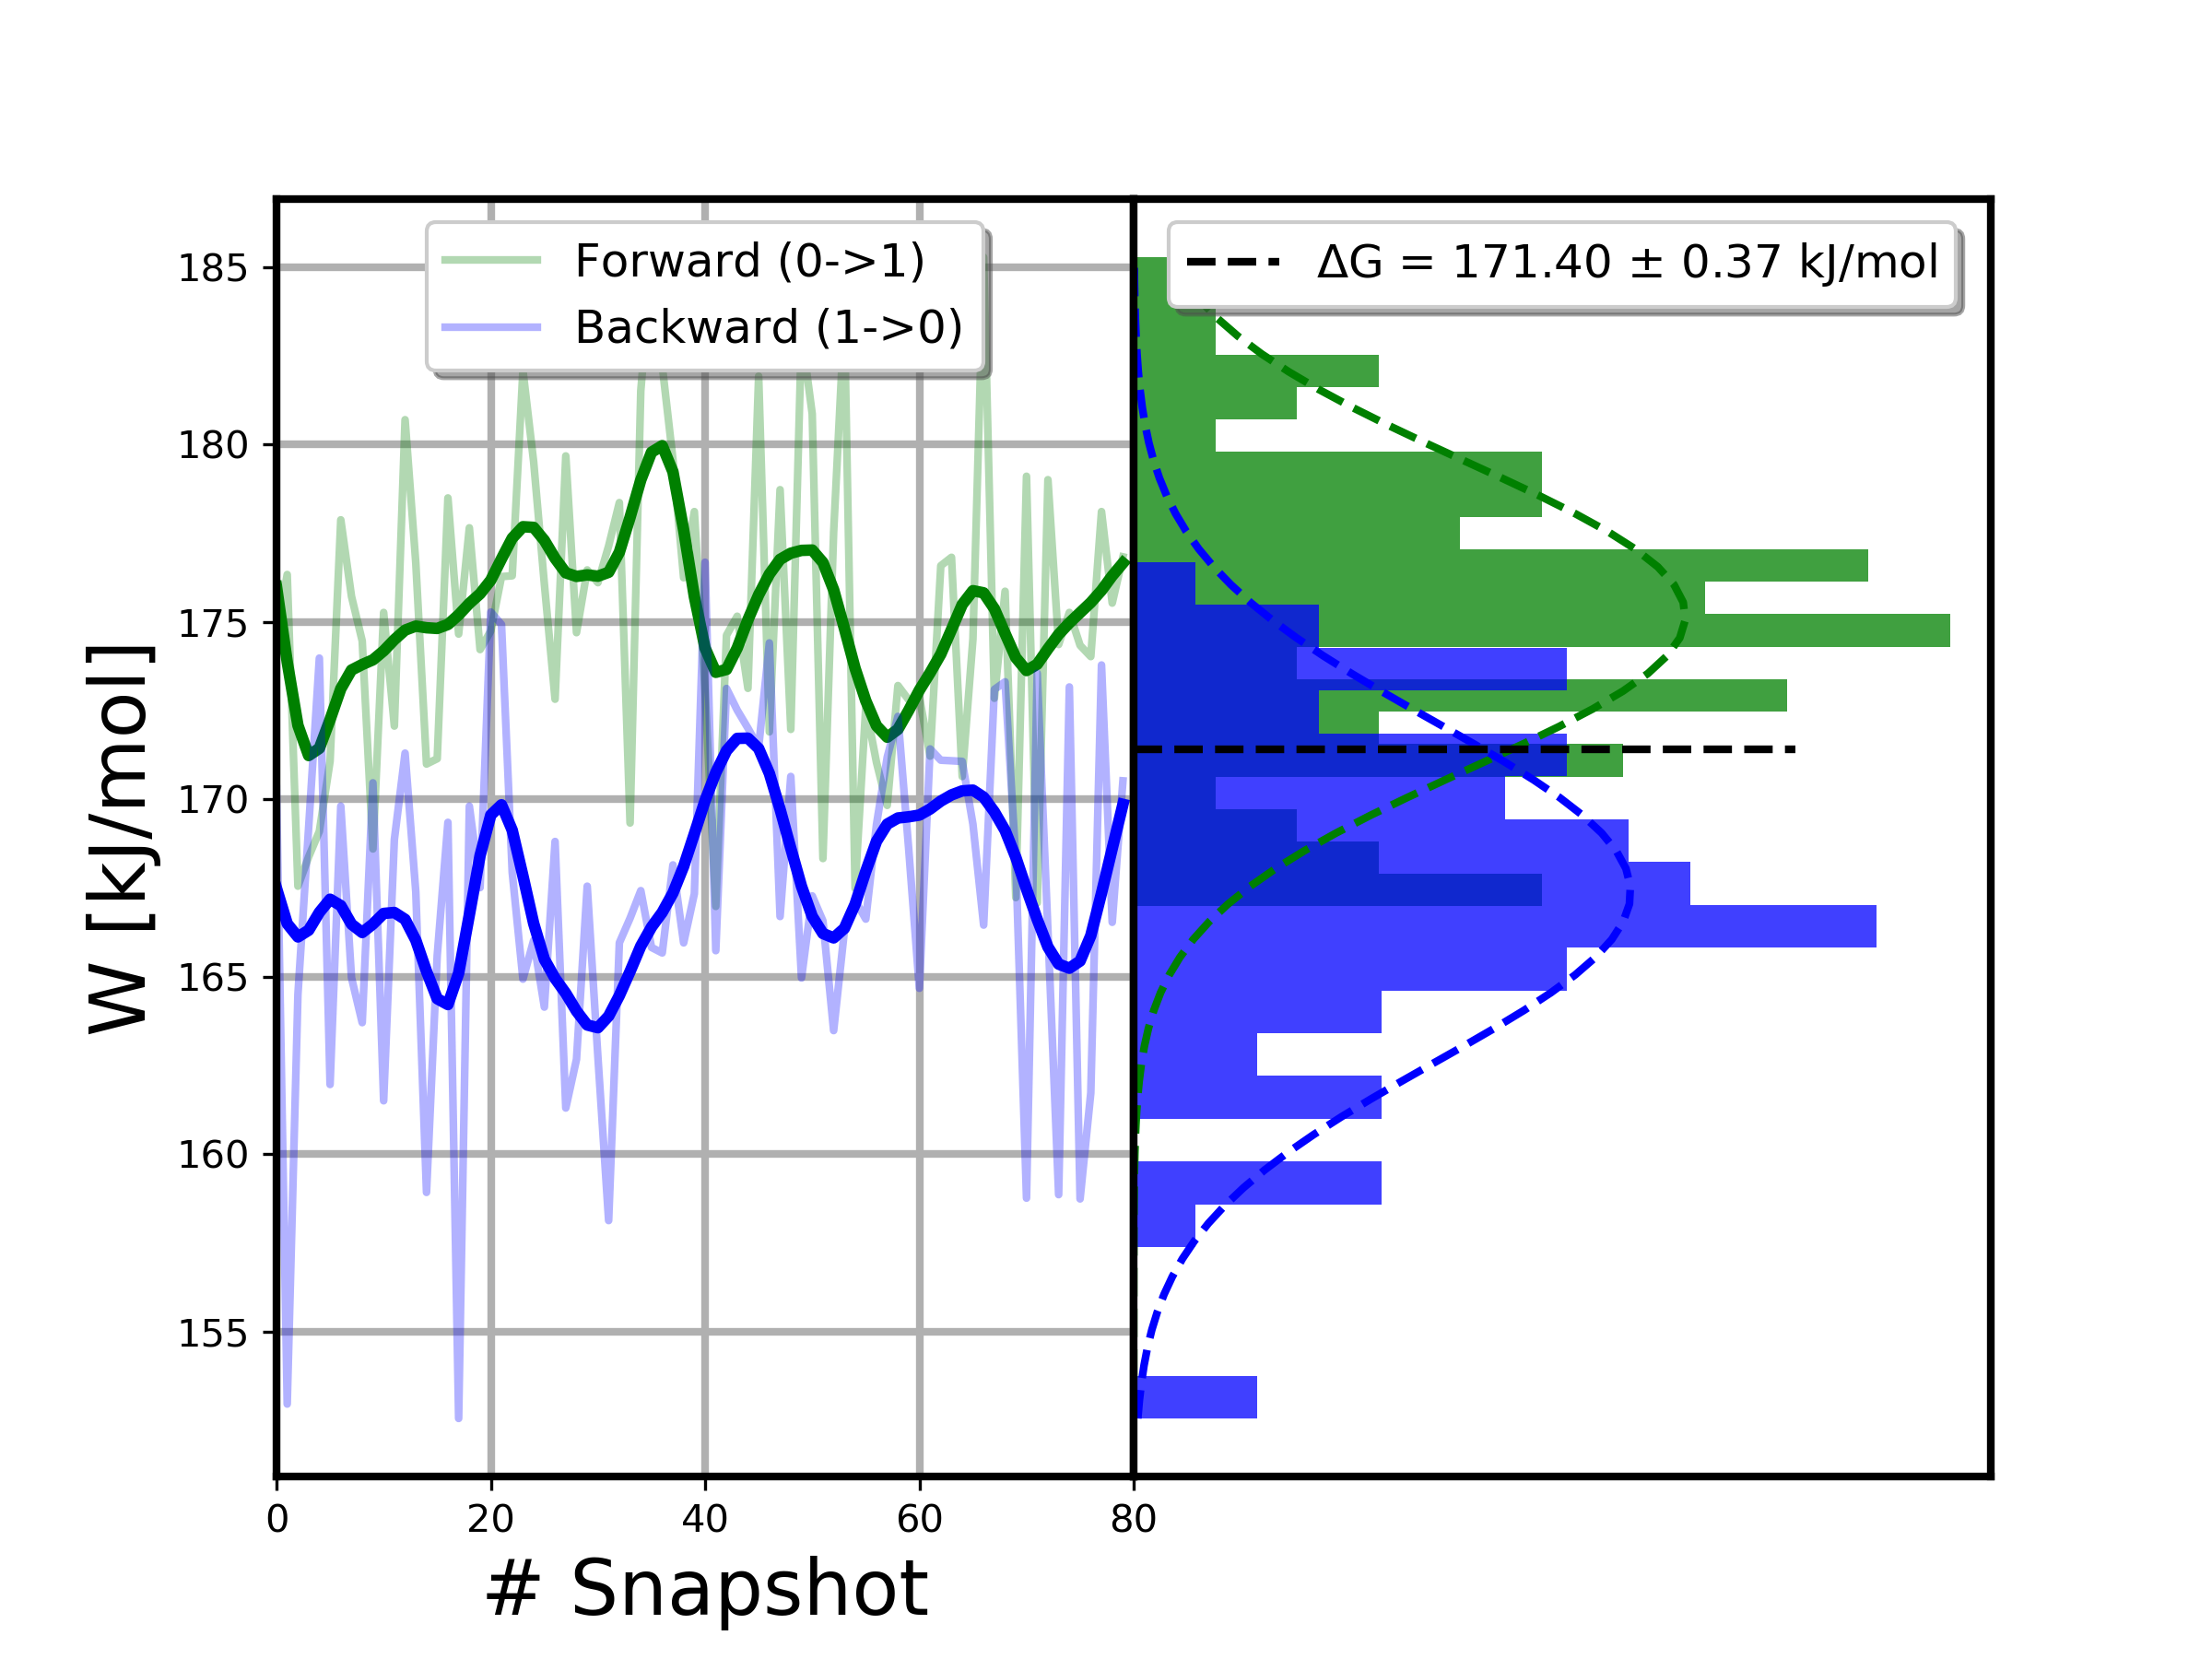 Forward (0->1)
Backward (1->0)
ΔG = 171.40 ± 0.37 kJ/mol
185
180
175
170
165
160
155
W [kJ/mol]
0 20 40 60 80
# Snapshot